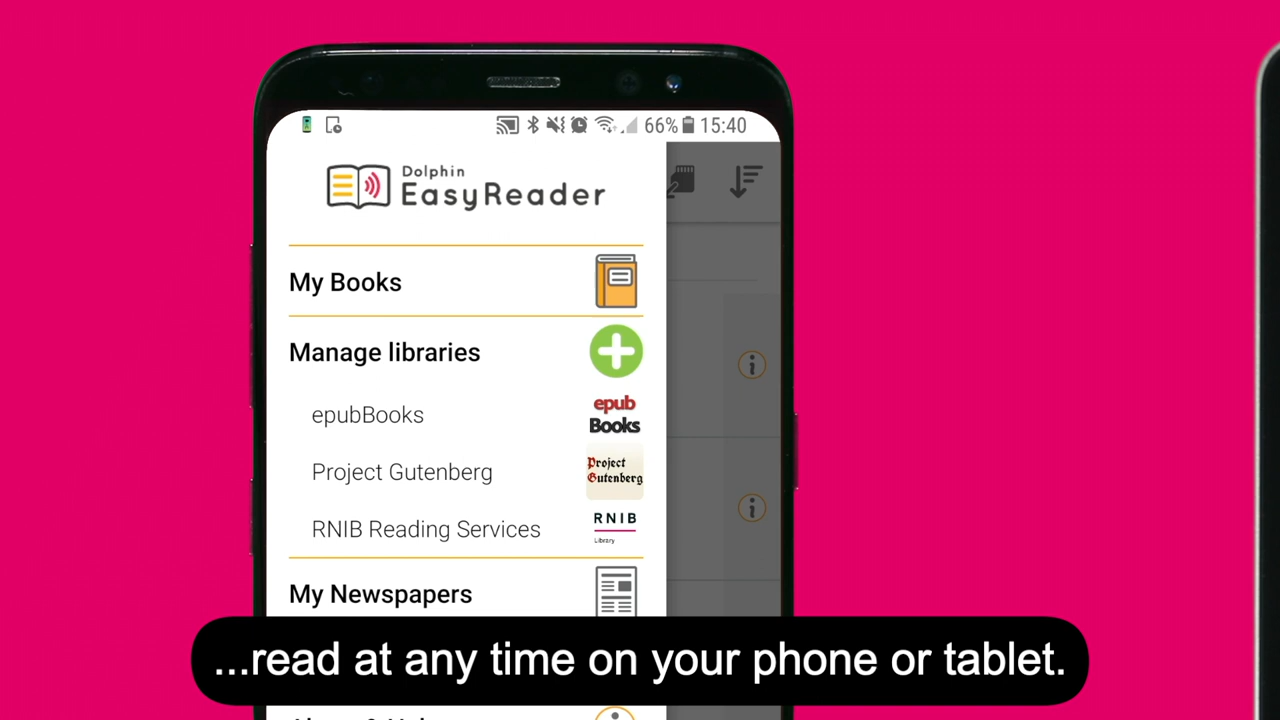 66% 15:40
Dolphin
EasyReader
My Books
Manage libraries
epubBooks
epub
Books
Project Gutenberg
Project
Gutenberg
RNIB Reading Services
RNIB
Library
My Newspapers
...read at any time on your phone or tablet.